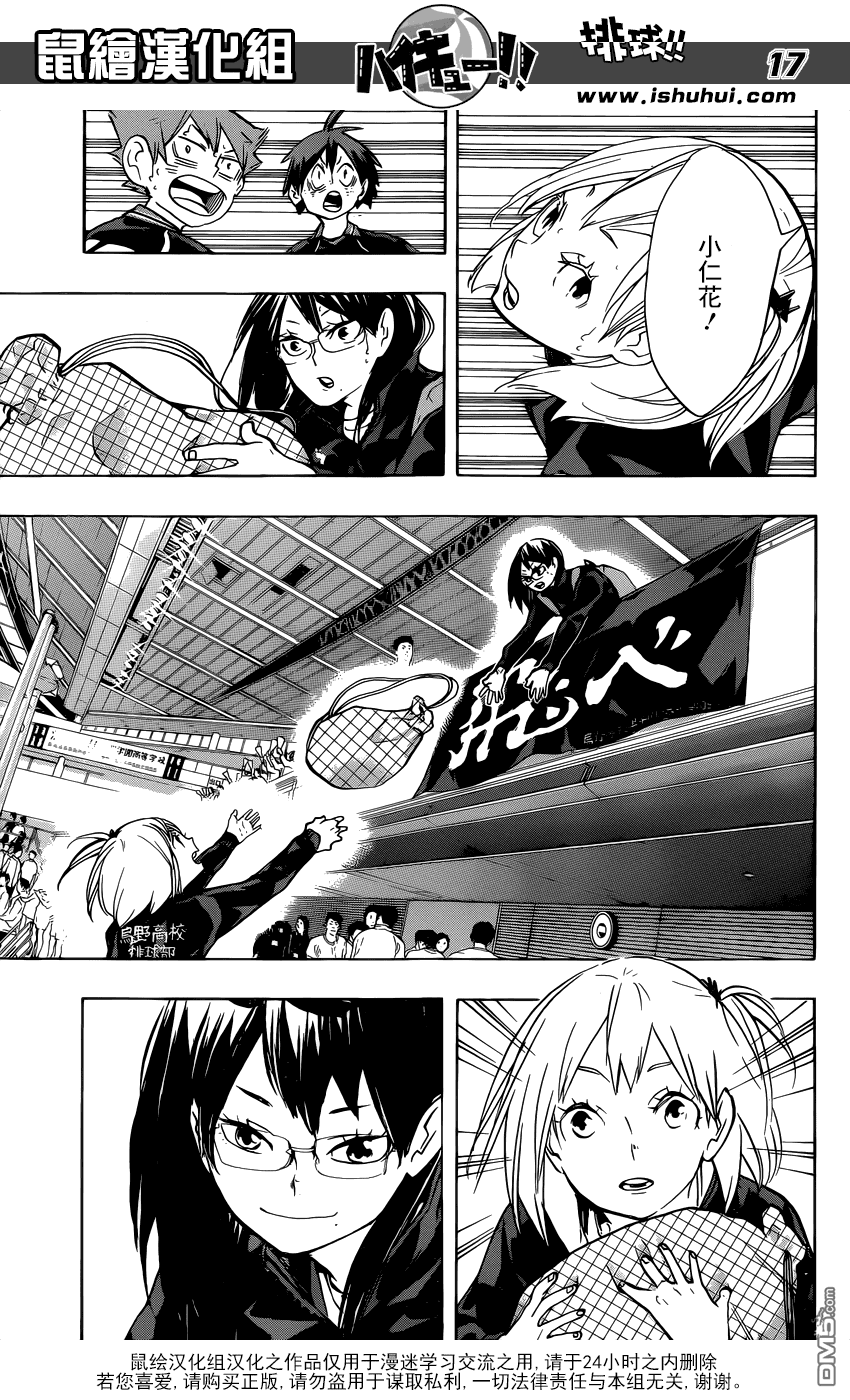 鼠繪漢化組
ハイキュー!!
排球!!
17
www.ishuhui.com
小仁花!
飛べ
烏野高校
排球部
鼠绘汉化组汉化之作品仅用于漫迷学习交流之用,请于24小时之内删除
若您喜爱,请购买正版,请勿盗用于谋取私利,一切法律责任与本组无关,谢谢。
DM5.com